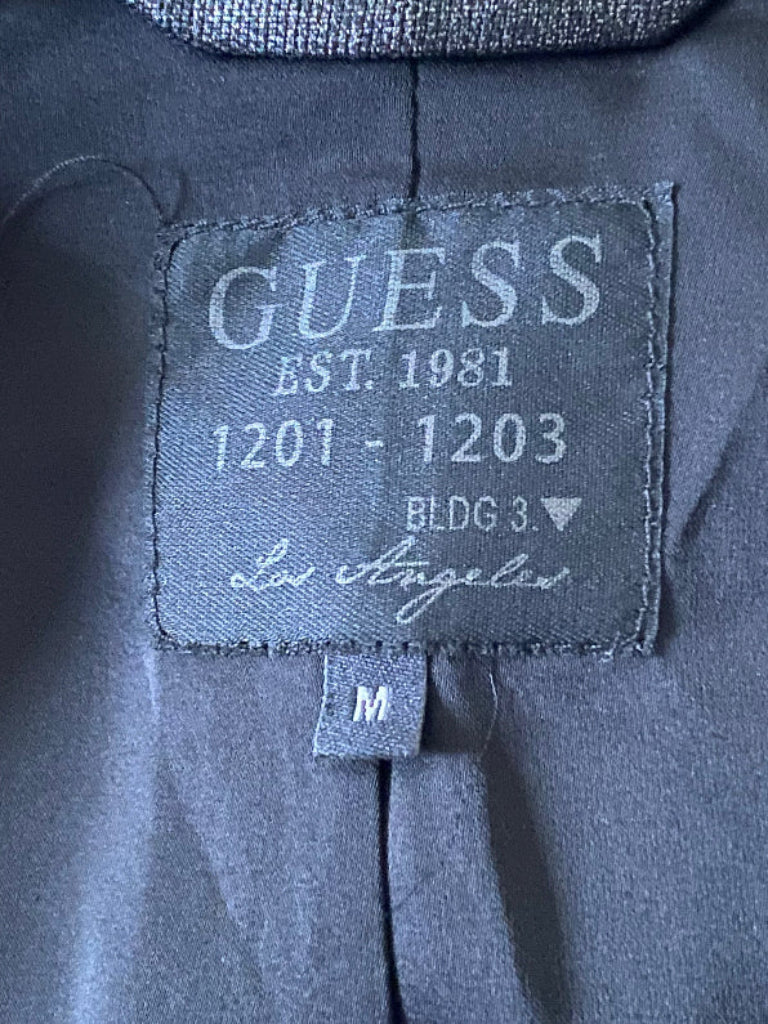 GUESS
EST. 1981
1201 - 1203
BLDG 3.▼
Los Angeles
M